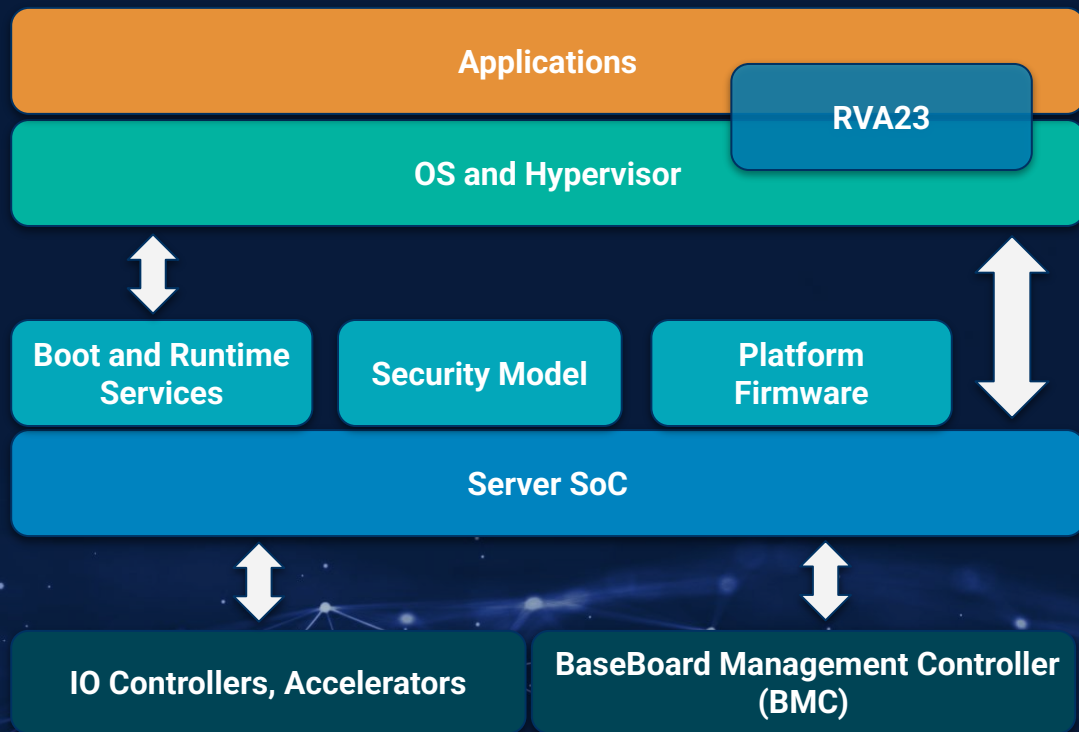 Applications
RVA23
OS and Hypervisor
Boot and Runtime
Services
Security Model
Platform
Firmware
Server SoC
IO Controllers, Accelerators
BaseBoard Management Controller
(BMC)